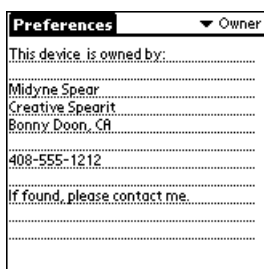 Preferences
Owner
This device is owned by:
Midyne Spear
Creative Spearit
Bonny Doon, CA
408-555-1212
If found, please contact me.